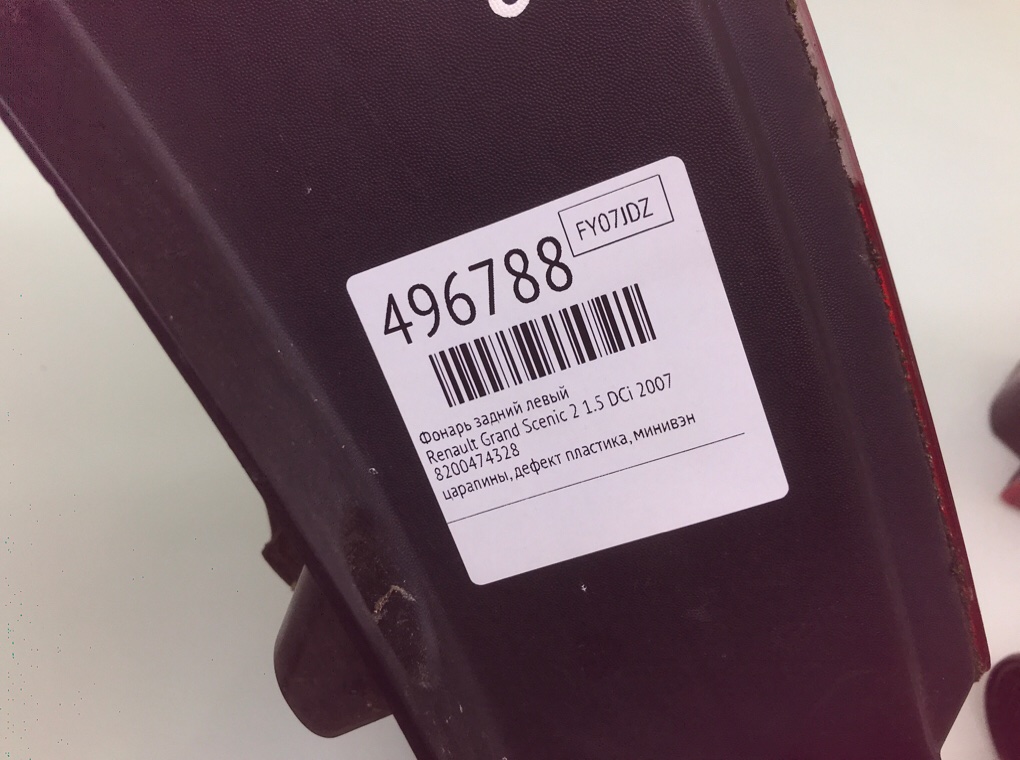 FY07JDZ
496788
Фонарь задний левый
Renault Grand Scenic 2 1.5 DCi 2007
8200474328
царапины, дефект пластика, минивэн